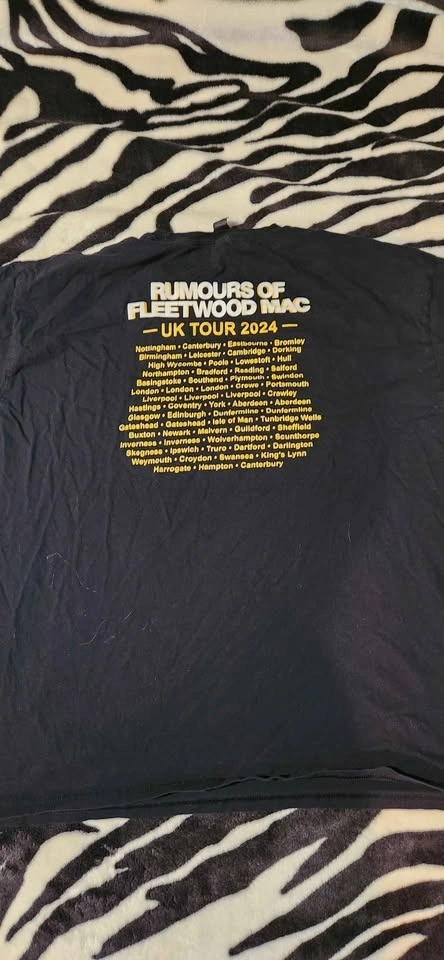 RUMOURS OF
FLEETWOOD MAC
— UK TOUR 2024 —
Nottingham • Canterbury • Eastbourne • Bromley
Birmingham • Leicester • Cambridge • Dorking
High Wycombe • Poole • Lowestoft • Hull
Northampton • Bradford • Reading • Salford
Basingstoke • Southend • Plymouth • Swindon
London • London • London • Crewe • Portsmouth
Liverpool • Liverpool • Liverpool • Crawley
Hastings • Coventry • York • Aberdeen • Aberdeen
Glasgow • Edinburgh • Dunfermline • Dunfermline
Gateshead • Gateshead • Isle of Man • Tunbridge Wells
Buxton • Newark • Malvern • Guildford • Sheffield
Inverness • Inverness • Wolverhampton • Scunthorpe
Skegness • Ipswich • Truro • Dartford • Darlington
Weymouth • Croydon • Swansea • King's Lynn
Harrogate • Hampton • Canterbury